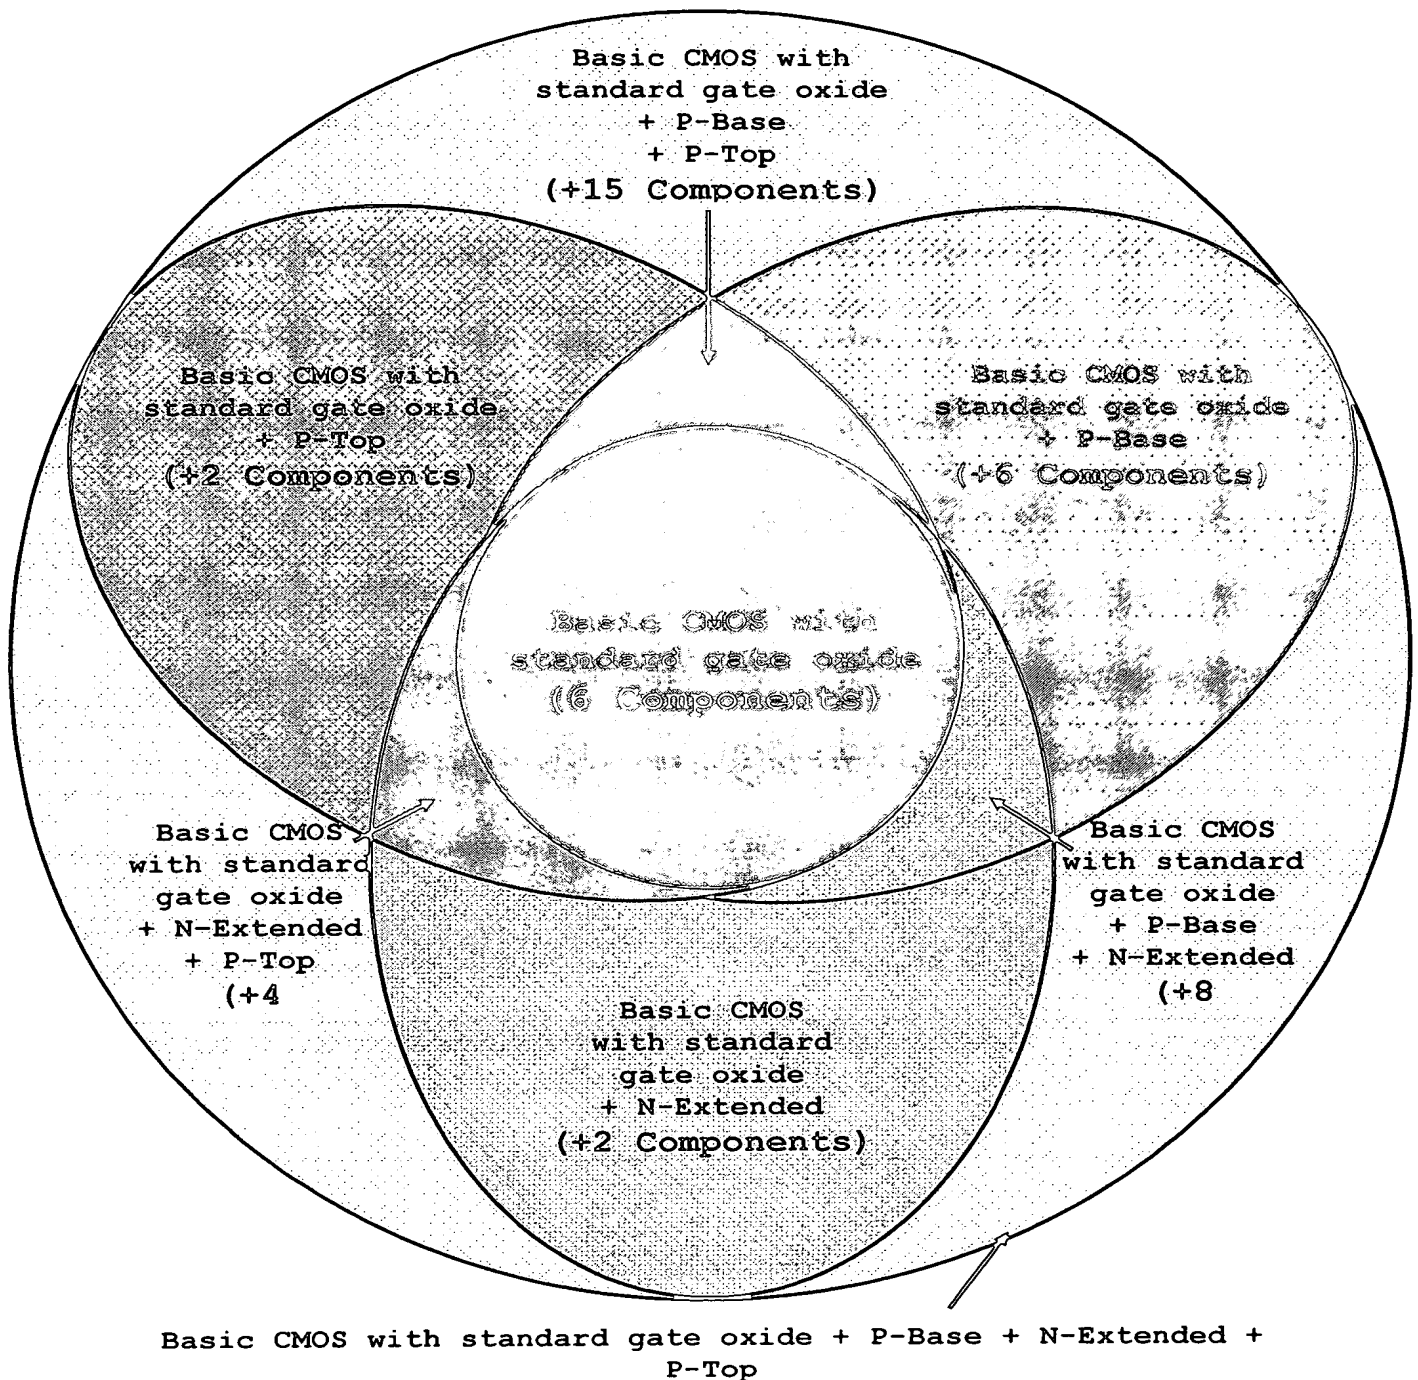 Basic CMOS with
standard gate oxide
+ P-Base
+ P-Top
(+15 Components)
Basic CMOS with
standard gate oxide
+ P-Top
(+2 Components)
Basic CMOS with
standard gate oxide
+ P-Base
(+6 Components)
Basic CMOS with
standard gate oxide
(6 Components)
Basic CMOS
with standard
gate oxide
+ N-Extended
+ P-Top
(+4
Basic CMOS
with standard
gate oxide
+ P-Base
+ N-Extended
(+8
Basic CMOS
with standard
gate oxide
+ N-Extended
(+2 Components)
Basic CMOS with standard gate oxide + P-Base + N-Extended +
P-Top